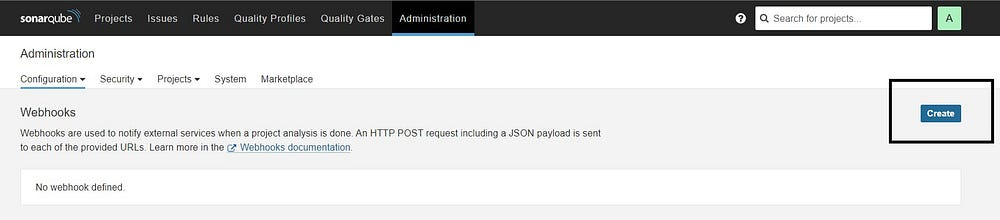 sonarqube Projects Issues Rules Quality Profiles Quality Gates Administration ? Search for projects... A
Administration
Configuration Security Projects System Marketplace
Webhooks
Create
Webhooks are used to notify external services when a project analysis is done. An HTTP POST request including a JSON payload is sent
to each of the provided URLs. Learn more in the Webhooks documentation.
No webhook defined.